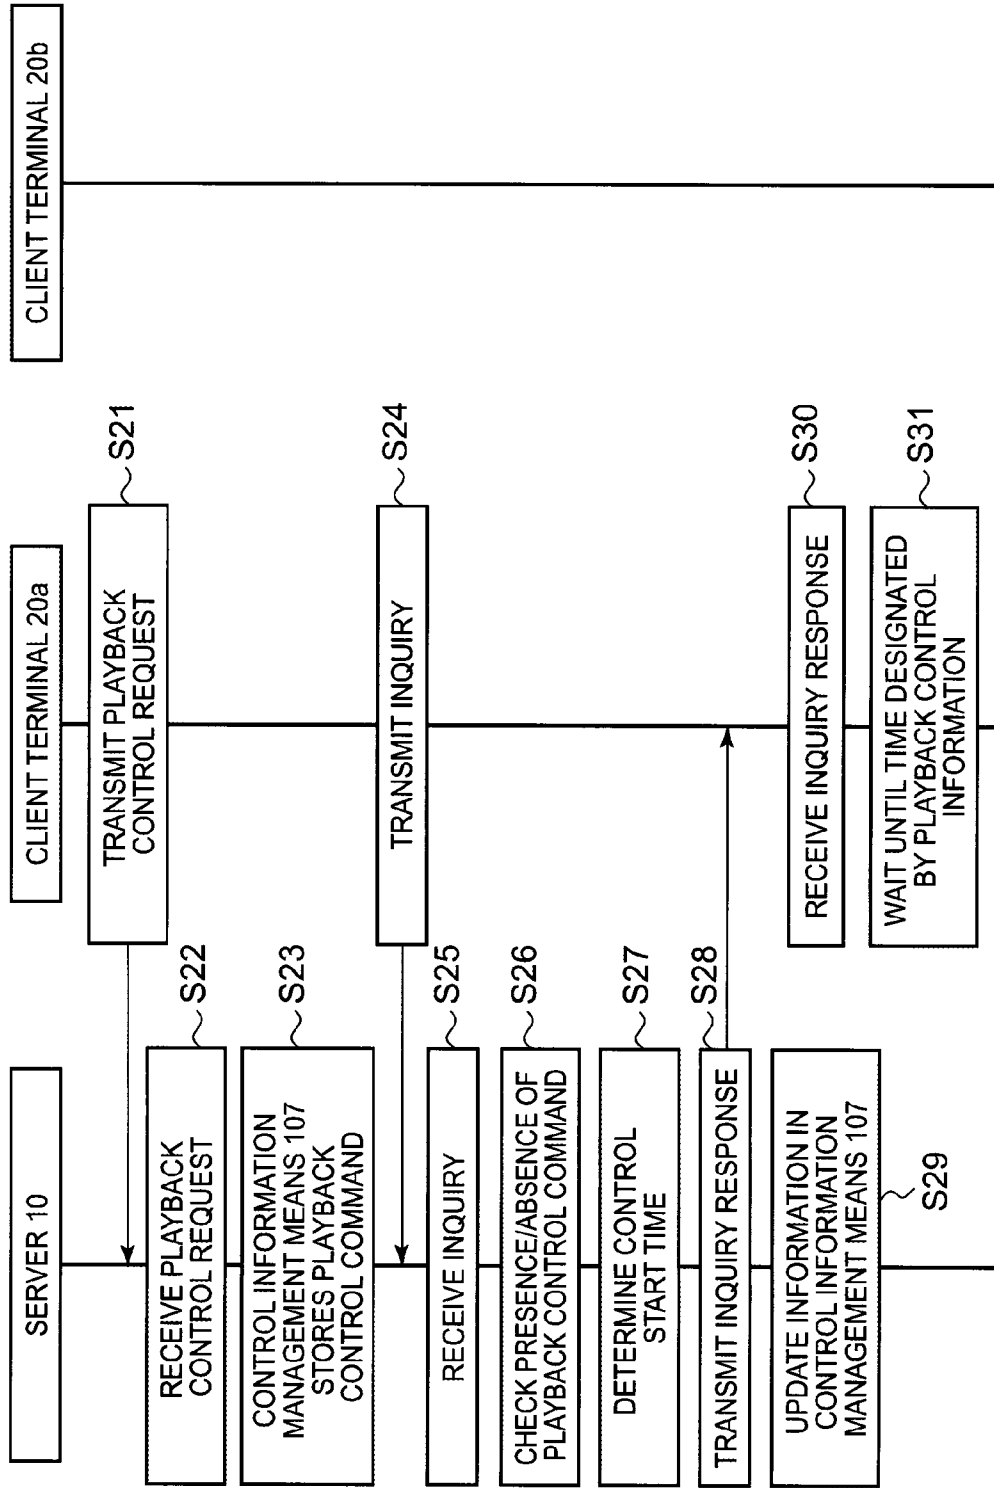 SERVER 10
CLIENT TERMINAL 20a
CLIENT TERMINAL 20b
TRANSMIT PLAYBACK
CONTROL REQUEST
S21
RECEIVE PLAYBACK
CONTROL REQUEST
S22
CONTROL INFORMATION
MANAGEMENT MEANS 107
STORES PLAYBACK
CONTROL COMMAND
S23
TRANSMIT INQUIRY
S24
RECEIVE INQUIRY
S25
CHECK PRESENCE/ABSENCE OF
PLAYBACK CONTROL COMMAND
S26
DETERMINE CONTROL
START TIME
S27
TRANSMIT INQUIRY RESPONSE
S28
UPDATE INFORMATION IN
CONTROL INFORMATION
MANAGEMENT MEANS 107
S29
RECEIVE INQUIRY RESPONSE
S30
WAIT UNTIL TIME DESIGNATED
BY PLAYBACK CONTROL
INFORMATION
S31